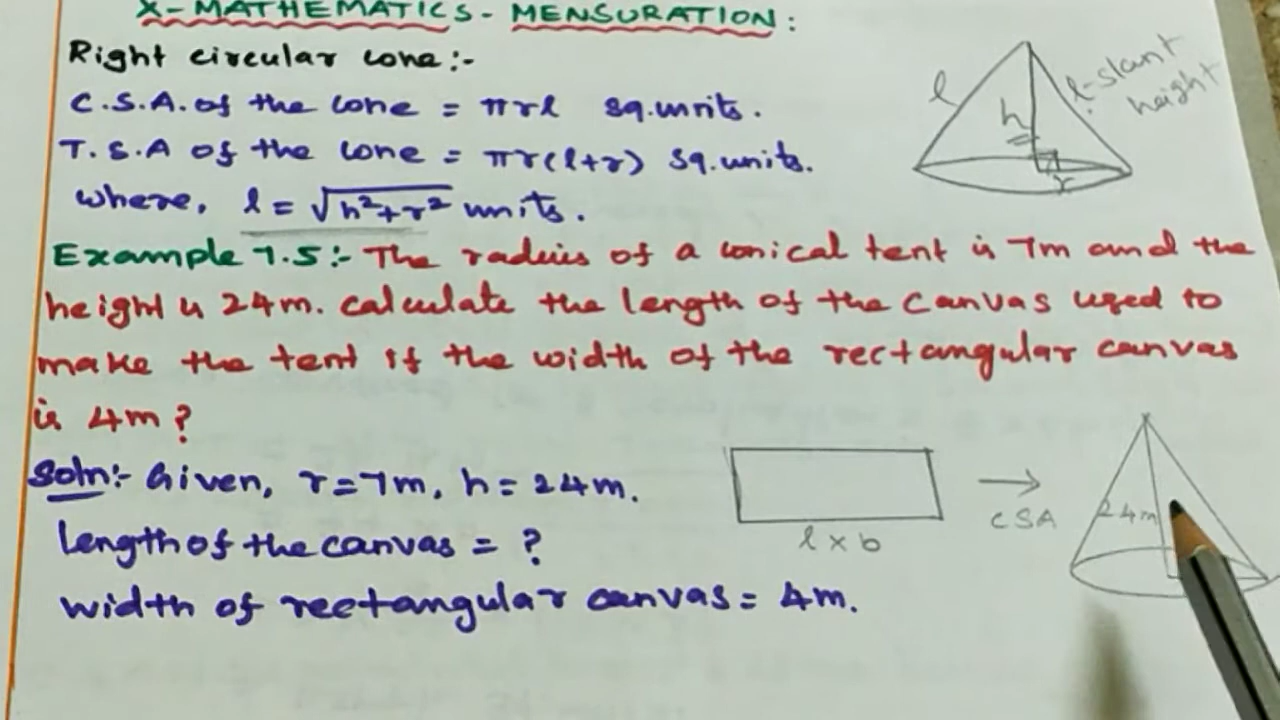 X - MATHEMATICS - MENSURATION :
Right circular cone :-
C.S.A. of the cone = πrl sq.units.
T.S.A of the cone = πr(l+r) sq.units.
where, l = √h²+r² units.
l
h
r
l-slant
height
Example 7.5:- The radius of a conical tent is 7m and the
height is 24m. calculate the length of the canvas used to
make the tent if the width of the rectangular canvas
is 4m?
Soln:- Given, r=7m, h=24m.
length of the canvas = ?
width of rectangular canvas = 4m.
l x b
CSA
24m